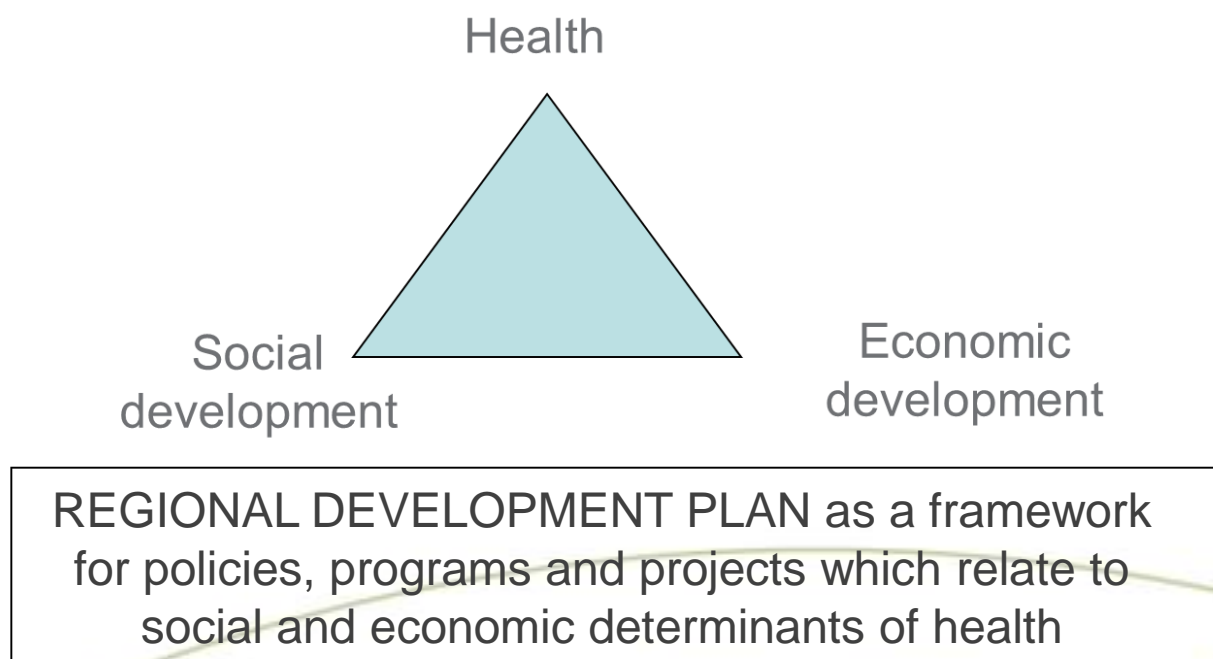 Health
Social
development
Economic
development
REGIONAL DEVELOPMENT PLAN as a framework
for policies, programs and projects which relate to
social and economic determinants of health